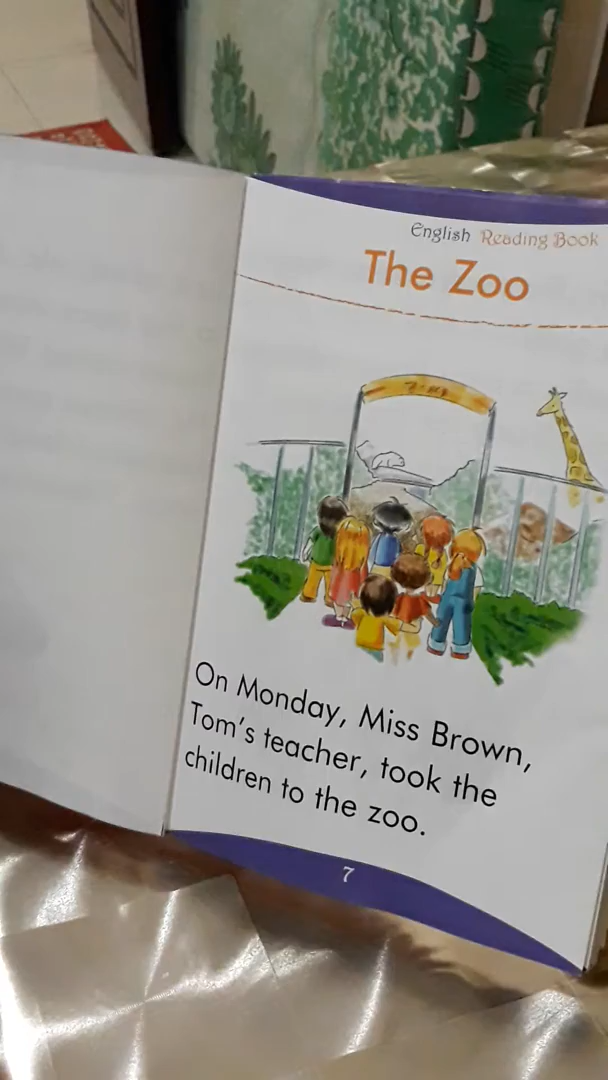 English Reading Book
The Zoo
On Monday, Miss Brown,
Tom's teacher, took the
children to the zoo.
7